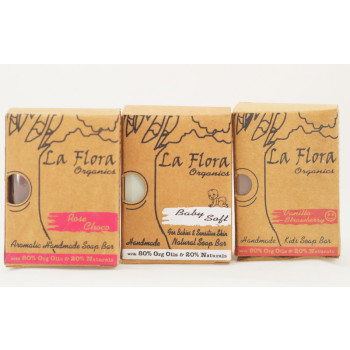 La Flora
Organics
Rose
Choco
Aromatic Handmade Soap Bar
with 80% Org Oils & 20% Naturals
La Flora
Organics
Baby
Soft
For Babies & Sensitive Skin
Handmade Natural Soap Bar
with 80% Org Oils & 20% Naturals
La Flora
Organics
Vanilla
Strawberry
Handmade Kids Soap Bar
with 80% Org Oils & 20% Naturals